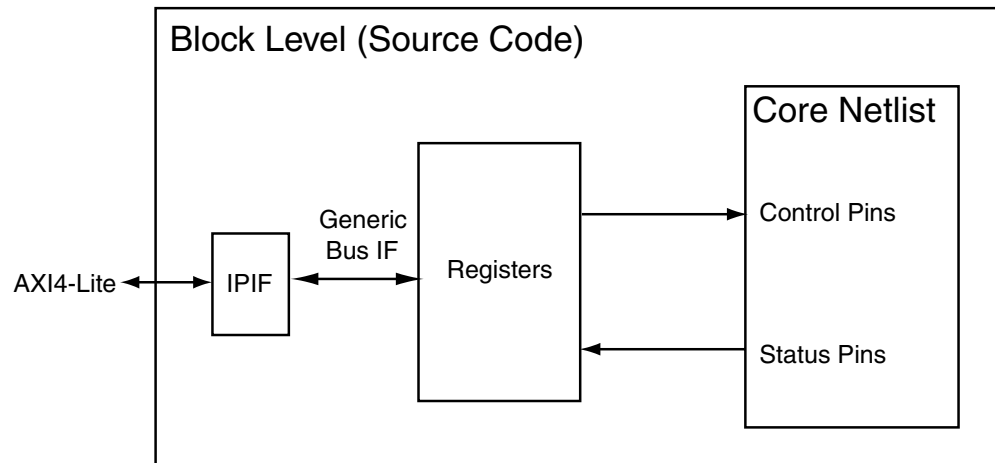 Block Level (Source Code)
Core Netlist
Control Pins
Generic
Bus IF
Registers
AXI4-Lite
IPIF
Status Pins